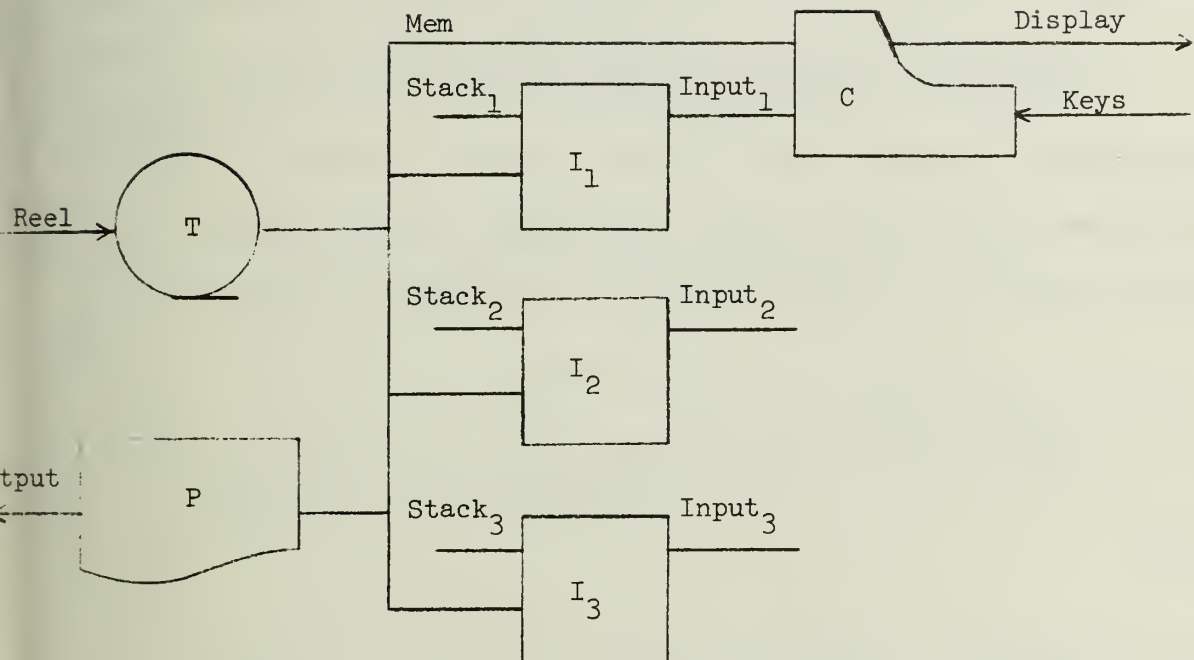 Mem
Display
Stack₁
Input₁
C
Keys
I₁
Reel
T
Stack₂
Input₂
I₂
tput
P
Stack₃
Input₃
I₃